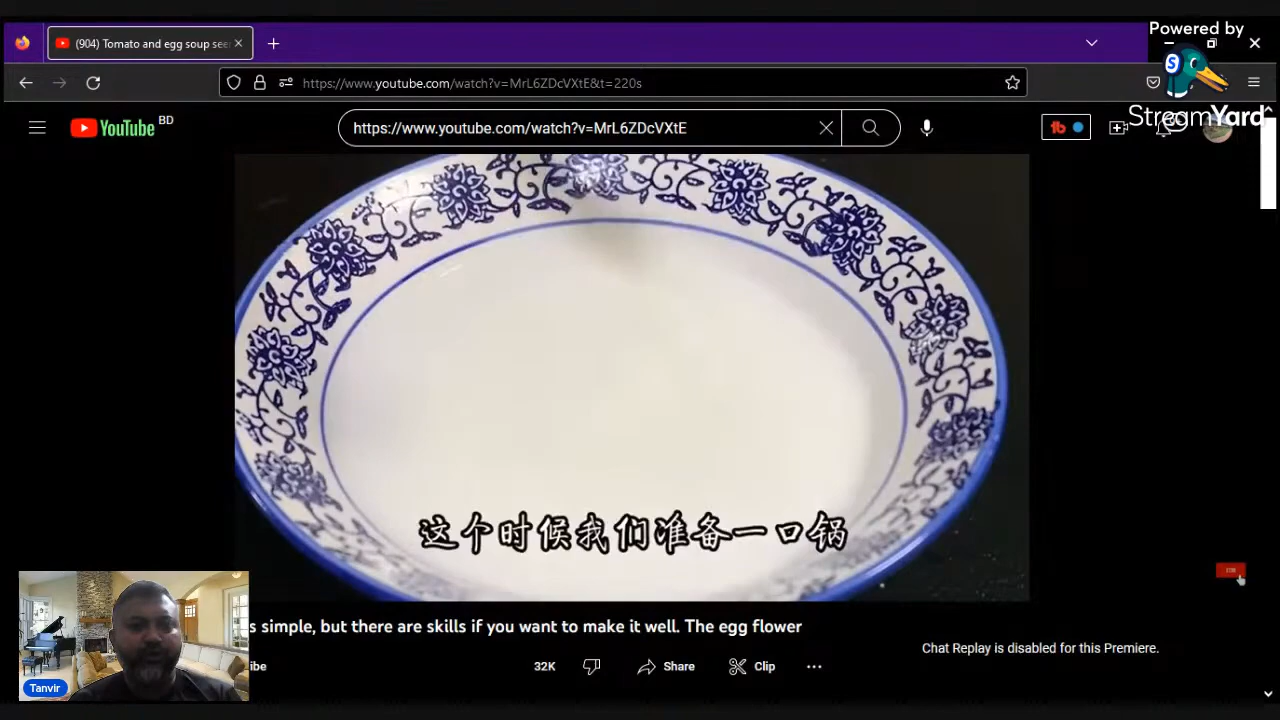 Powered by
(904) Tomato and egg soup see
https://www.youtube.com/watch?v=MrL6ZDcVXtE&t=220s
StreamYard
YouTube BD
https://www.youtube.com/watch?v=MrL6ZDcVXtE
这个时候我们准备一口锅
s simple, but there are skills if you want to make it well. The egg flower
ibe
32K
Share
Clip
Chat Replay is disabled for this Premiere.
Tanvir